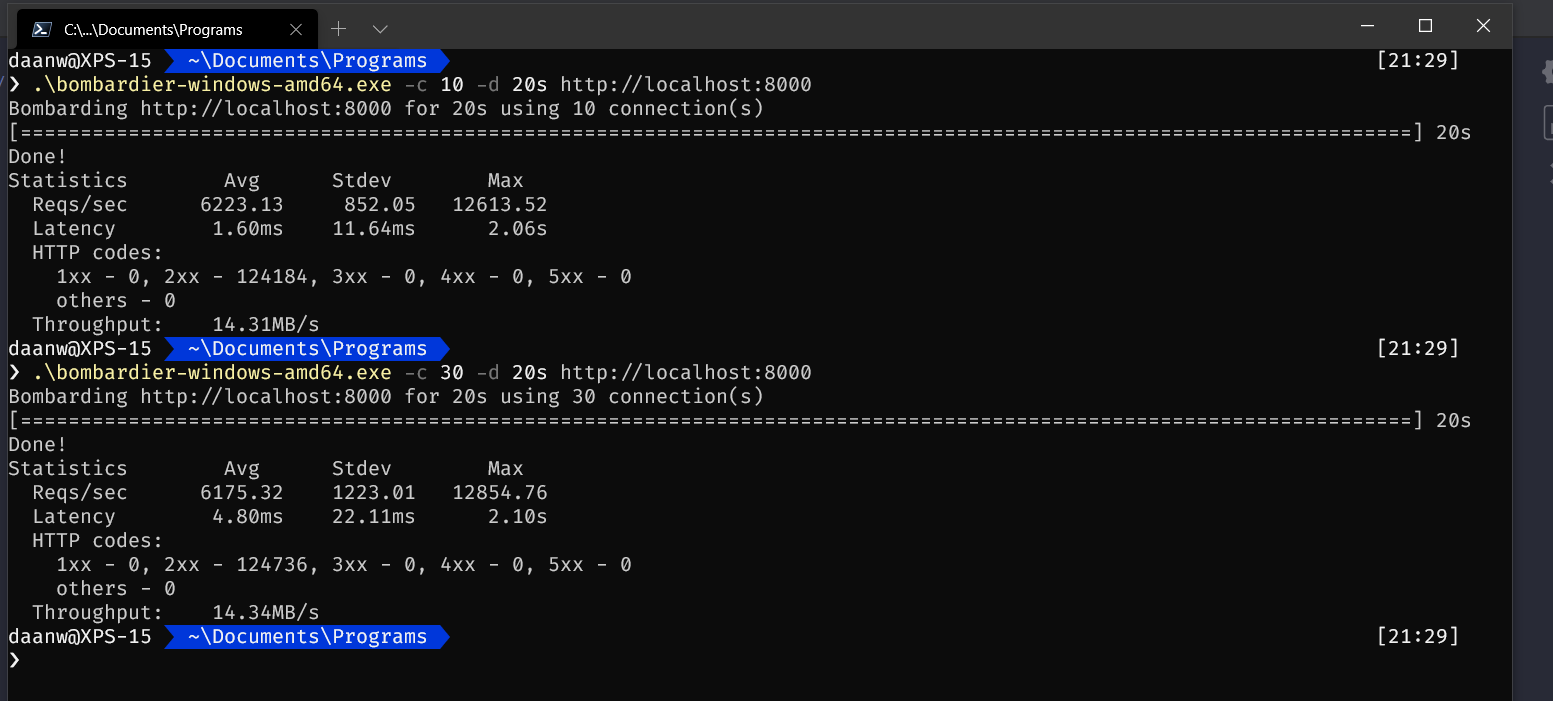 C:\...\Documents\Programs
daanw@XPS-15 ~\Documents\Programs [21:29]
❯ .\bombardier-windows-amd64.exe -c 10 -d 20s http://localhost:8000
Bombarding http://localhost:8000 for 20s using 10 connection(s)
[====================================================================================================================] 20s
Done!
Statistics        Avg      Stdev        Max
  Reqs/sec      6223.13     852.05   12613.52
  Latency        1.60ms    11.64ms      2.06s
  HTTP codes:
    1xx - 0, 2xx - 124184, 3xx - 0, 4xx - 0, 5xx - 0
    others - 0
  Throughput:    14.31MB/s
daanw@XPS-15 ~\Documents\Programs [21:29]
❯ .\bombardier-windows-amd64.exe -c 30 -d 20s http://localhost:8000
Bombarding http://localhost:8000 for 20s using 30 connection(s)
[====================================================================================================================] 20s
Done!
Statistics        Avg      Stdev        Max
  Reqs/sec      6175.32    1223.01   12854.76
  Latency        4.80ms    22.11ms      2.10s
  HTTP codes:
    1xx - 0, 2xx - 124736, 3xx - 0, 4xx - 0, 5xx - 0
    others - 0
  Throughput:    14.34MB/s
daanw@XPS-15 ~\Documents\Programs [21:29]
❯